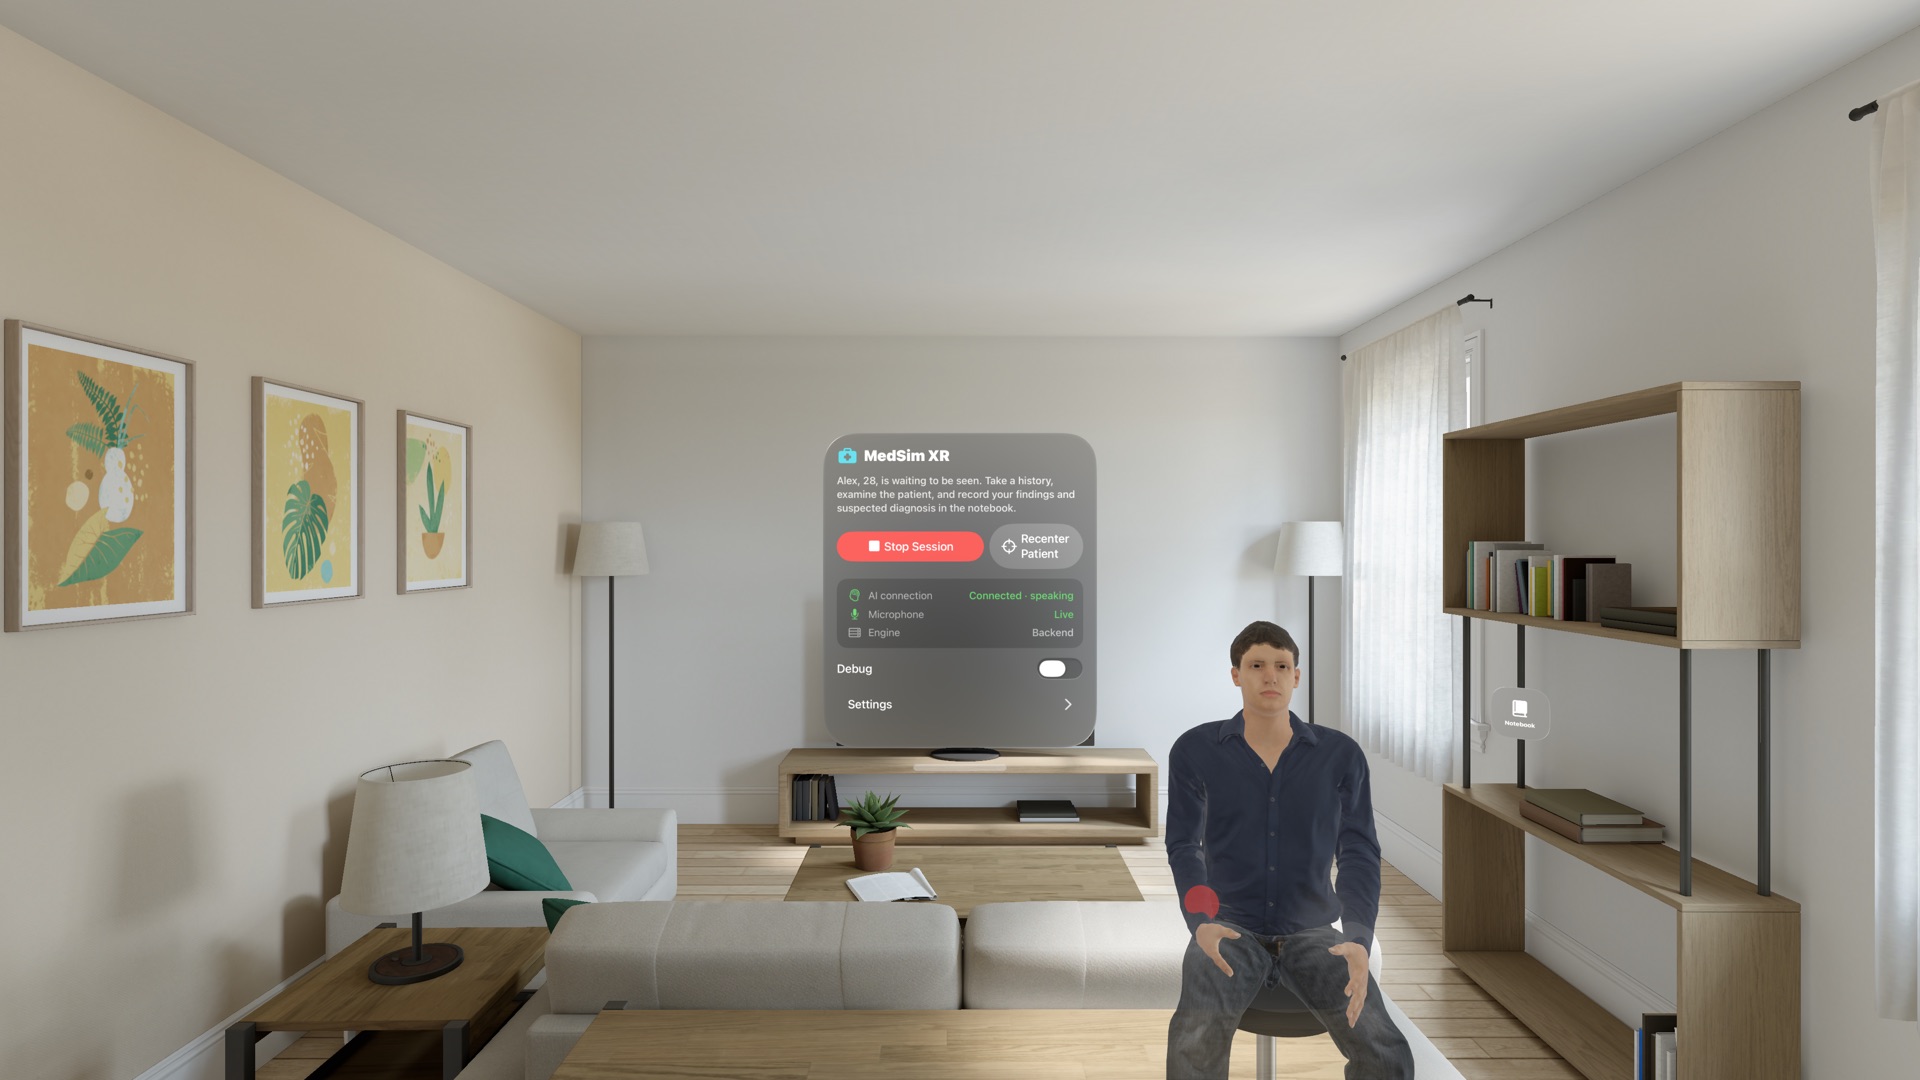 MedSim XR
Alex, 28, is waiting to be seen. Take a history,
examine the patient, and record your findings and
suspected diagnosis in the notebook.
Stop Session
Recenter
Patient
AI connection
Connected · speaking
Microphone
Live
Engine
Backend
Debug
Settings
Notebook